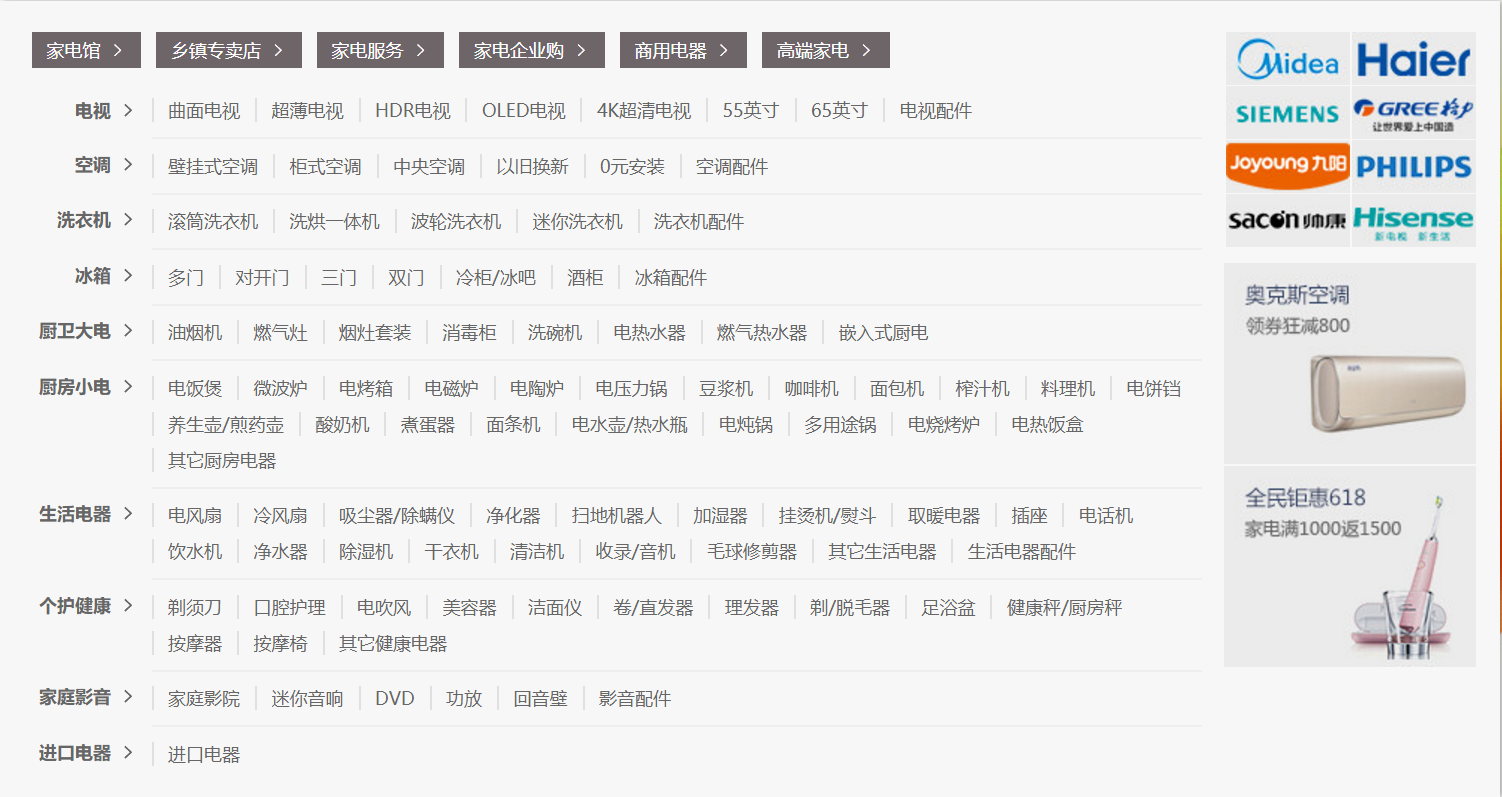 家电馆 乡镇专卖店 家电服务 家电企业购 商用电器 高端家电
电视 曲面电视 超薄电视 HDR电视 OLED电视 4K超清电视 55英寸 65英寸 电视配件
空调 壁挂式空调 柜式空调 中央空调 以旧换新 0元安装 空调配件
洗衣机 滚筒洗衣机 洗烘一体机 波轮洗衣机 迷你洗衣机 洗衣机配件
冰箱 多门 对开门 三门 双门 冷柜/冰吧 酒柜 冰箱配件
厨卫大电 油烟机 燃气灶 烟灶套装 消毒柜 洗碗机 电热水器 燃气热水器 嵌入式厨电
厨房小电 电饭煲 微波炉 电烤箱 电磁炉 电陶炉 电压力锅 豆浆机 咖啡机 面包机 榨汁机 料理机 电饼铛
养生壶/煎药壶 酸奶机 煮蛋器 面条机 电水壶/热水瓶 电炖锅 多用途锅 电烧烤炉 电热饭盒
其它厨房电器
生活电器 电风扇 冷风扇 吸尘器/除螨仪 净化器 扫地机器人 加湿器 挂烫机/熨斗 取暖电器 插座 电话机
饮水机 净水器 除湿机 干衣机 清洁机 收录/音机 毛球修剪器 其它生活电器 生活电器配件
个护健康 剃须刀 口腔护理 电吹风 美容器 洁面仪 卷/直发器 理发器 剃/脱毛器 足浴盆 健康秤/厨房秤
按摩器 按摩椅 其它健康电器
家庭影音 家庭影院 迷你音响 DVD 功放 回音壁 影音配件
进口电器 进口电器
Midea Haier
SIEMENS GREE格力
让世界爱上中国造
Joyoung九阳 PHILIPS
sacon帅康 Hisense
新电视 新生活
奥克斯空调
领券狂减800
全民钜惠618
家电满1000返1500